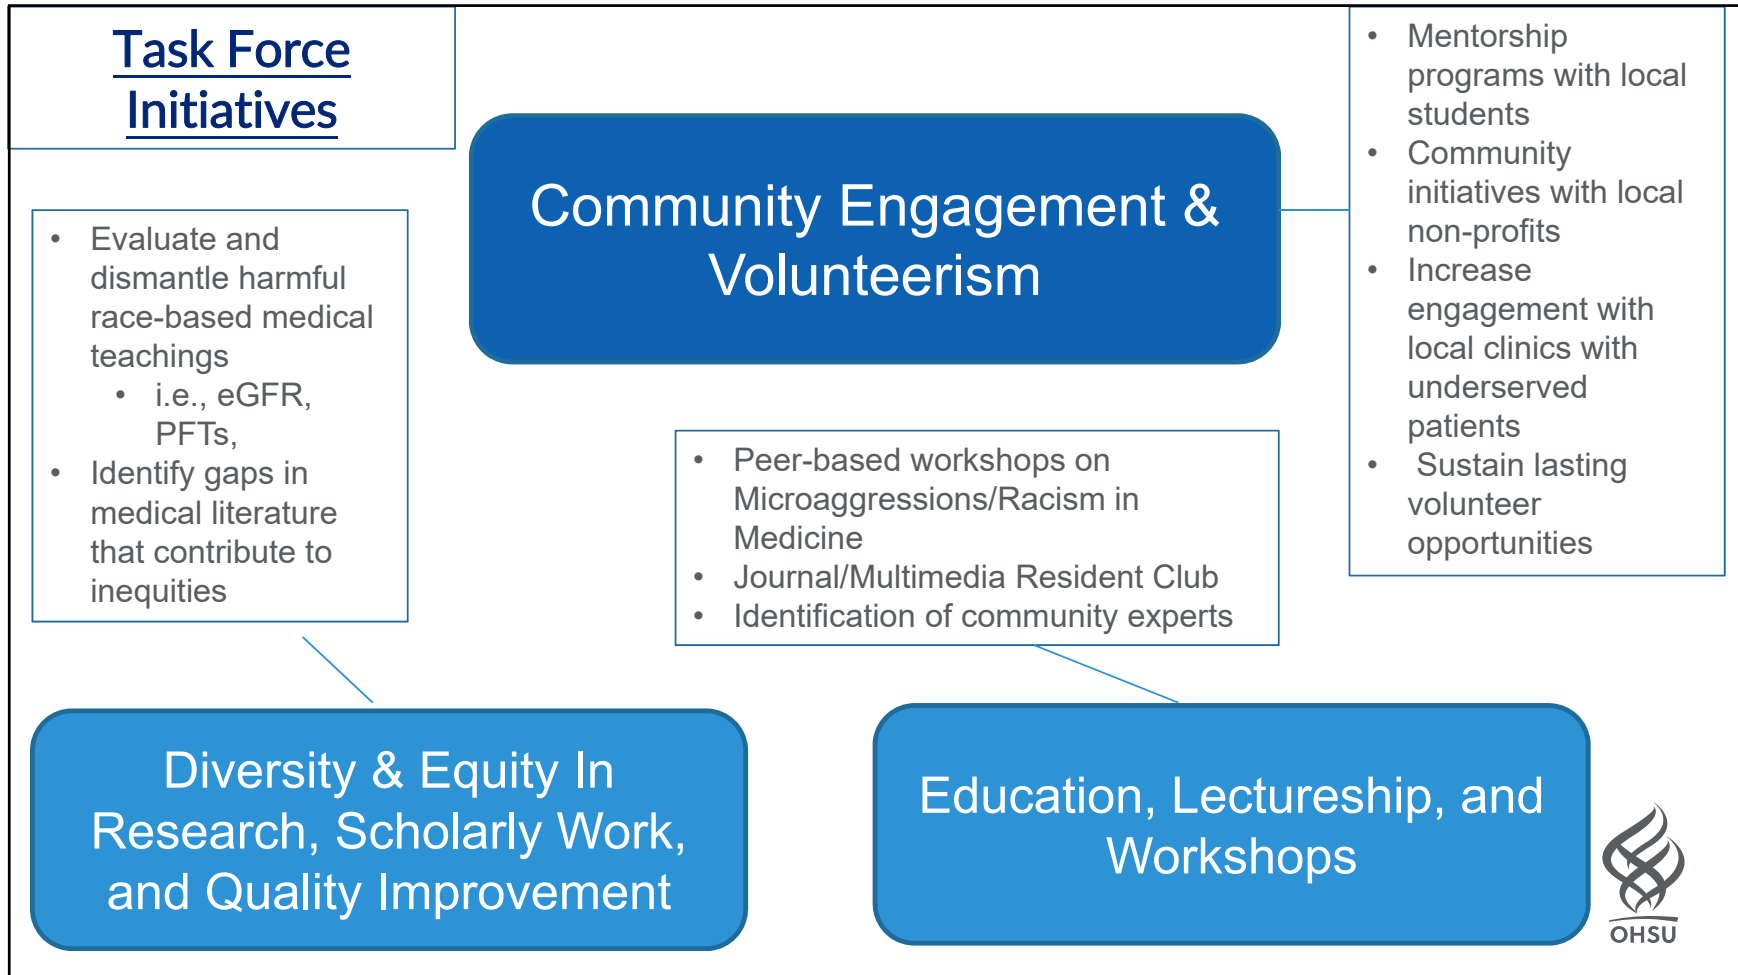 Task Force
Initiatives
Community Engagement &
Volunteerism
• Mentorship
programs with local
students
• Community
initiatives with local
non-profits
• Increase
engagement with
local clinics with
underserved
patients
• Sustain lasting
volunteer
opportunities
• Evaluate and
dismantle harmful
race-based medical
teachings
• i.e., eGFR,
PFTs,
• Identify gaps in
medical literature
that contribute to
inequities
• Peer-based workshops on
Microaggressions/Racism in
Medicine
• Journal/Multimedia Resident Club
• Identification of community experts
Diversity & Equity In
Research, Scholarly Work,
and Quality Improvement
Education, Lectureship, and
Workshops
OHSU